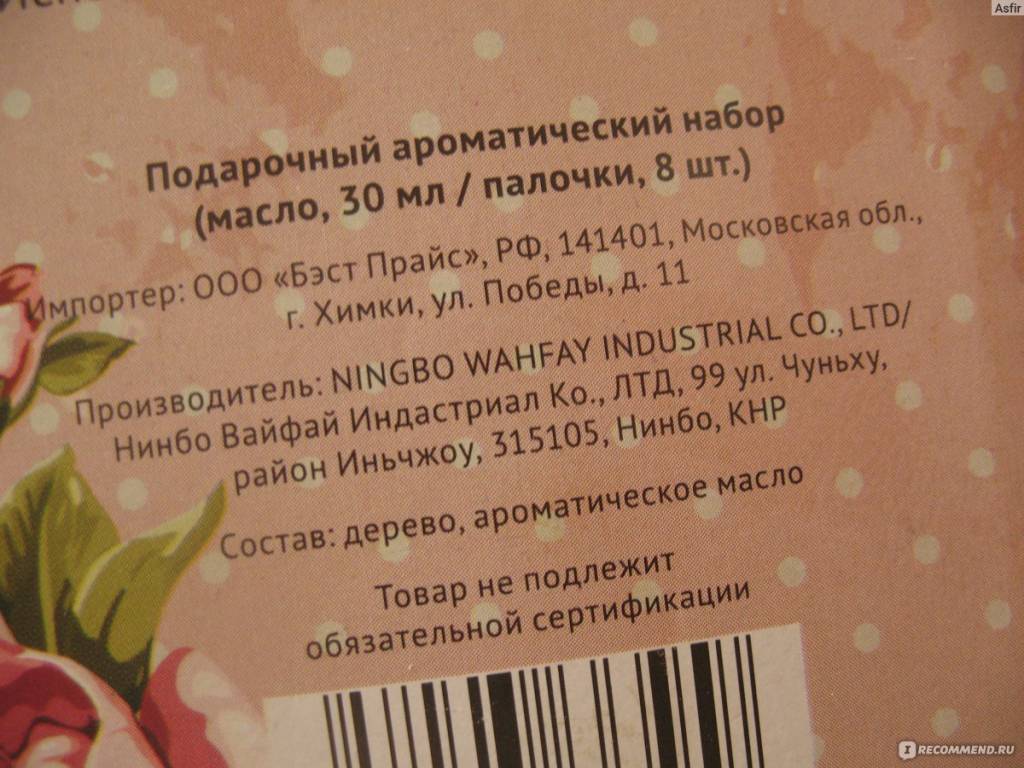 Asfir
Подарочный ароматический набор
(масло, 30 мл / палочки, 8 шт.)
Импортер: ООО «Бэст Прайс», РФ, 141401, Московская обл.,
г. Химки, ул. Победы, д. 11
Производитель: NINGBO WAHFAY INDUSTRIAL CO., LTD/
Нинбо Вайфай Индастриал Ко., ЛТД, 99 ул. Чуньху,
район Иньчжоу, 315105, Нинбо, КНР
Состав: дерево, ароматическое масло
Товар не подлежит
обязательной сертификации
IRECOMMEND.RU